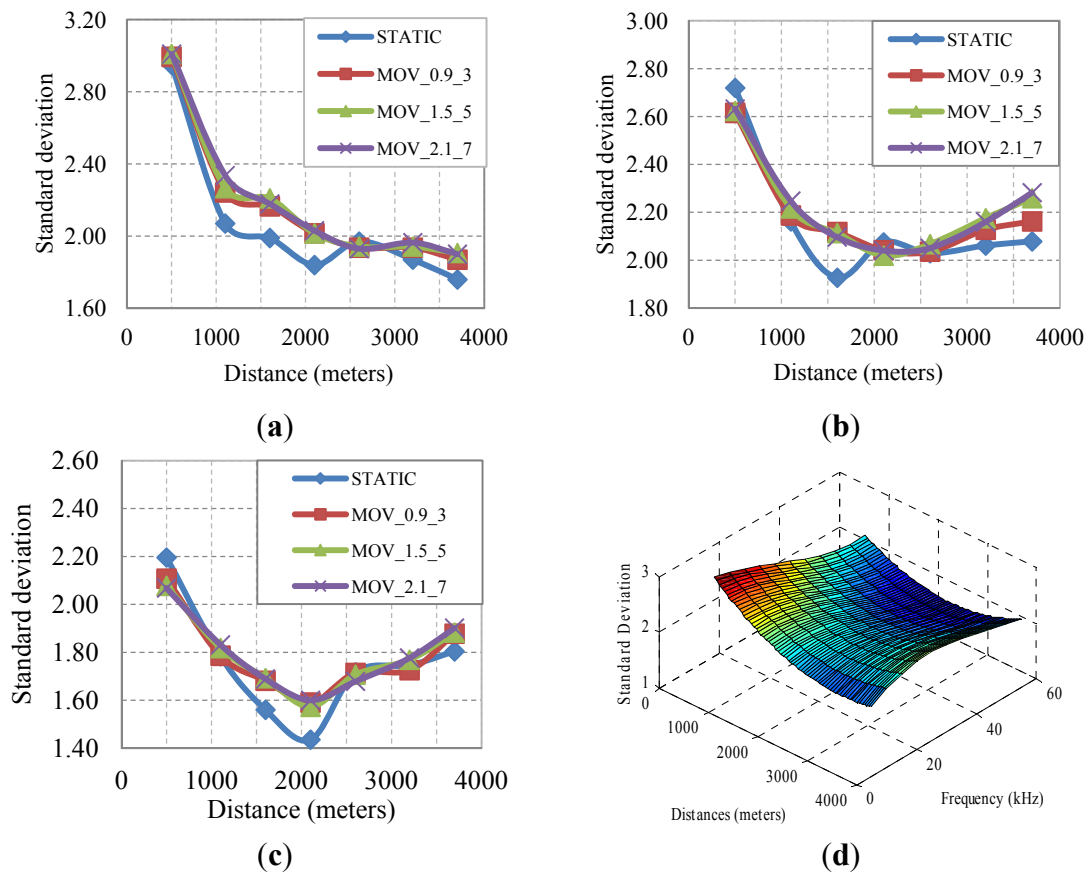 3.20
2.80
2.40
2.00
1.60
Standard deviation
0
1000
2000
3000
4000
Distance (meters)
STATIC
MOV_0.9_3
MOV_1.5_5
MOV_2.1_7
(a)
3.00
2.80
2.60
2.40
2.20
2.00
1.80
Standard deviation
0
1000
2000
3000
4000
Distance (meters)
STATIC
MOV_0.9_3
MOV_1.5_5
MOV_2.1_7
(b)
2.60
2.40
2.20
2.00
1.80
1.60
1.40
Standard deviation
0
1000
2000
3000
4000
Distance (meters)
STATIC
MOV_0.9_3
MOV_1.5_5
MOV_2.1_7
(c)
3
2
1
Standard Deviation
0
1000
2000
3000
4000
Distances (meters)
0
20
40
60
Frequency (kHz)
(d)